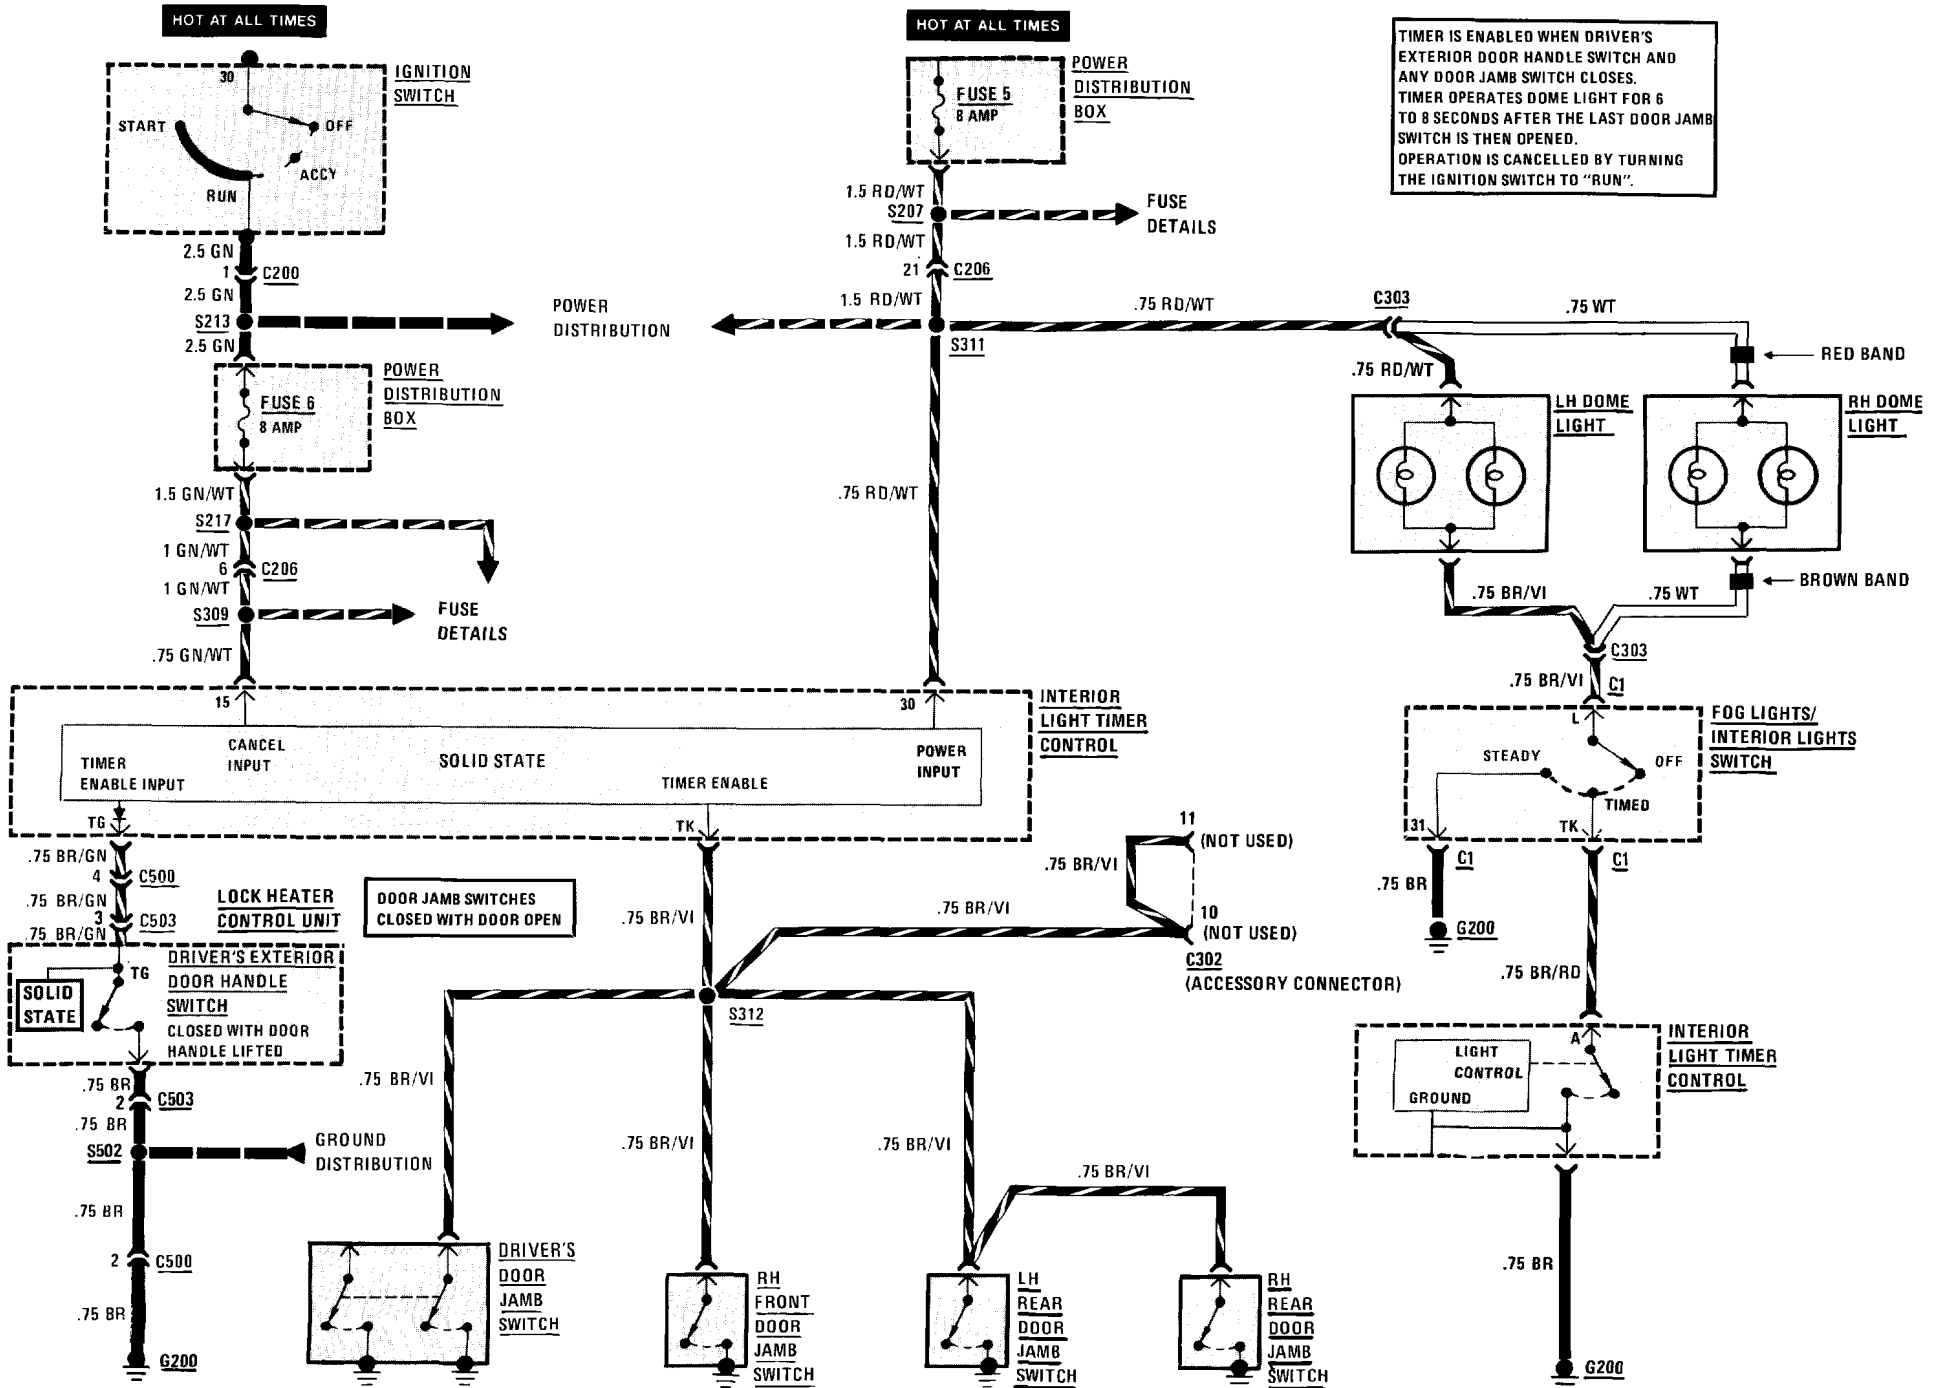 HOT AT ALL TIMES
30
IGNITION
SWITCH
START
OFF
ACCY
RUN
2.5 GN
1
C200
2.5 GN
S213
2.5 GN
POWER
DISTRIBUTION
POWER
DISTRIBUTION
BOX
FUSE 6
8 AMP
1.5 GN/WT
S217
1 GN/WT
6
C206
1 GN/WT
S309
FUSE
DETAILS
.75 GN/WT
HOT AT ALL TIMES
POWER
DISTRIBUTION
BOX
FUSE 5
8 AMP
1.5 RD/WT
S207
FUSE
DETAILS
1.5 RD/WT
21
C206
1.5 RD/WT
S311
.75 RD/WT
.75 RD/WT
TIMER IS ENABLED WHEN DRIVER'S
EXTERIOR DOOR HANDLE SWITCH AND
ANY DOOR JAMB SWITCH CLOSES.
TIMER OPERATES DOME LIGHT FOR 6
TO 8 SECONDS AFTER THE LAST DOOR JAMB
SWITCH IS THEN OPENED.
OPERATION IS CANCELLED BY TURNING
THE IGNITION SWITCH TO "RUN".
C303
.75 WT
RED BAND
.75 RD/WT
LH DOME
LIGHT
RH DOME
LIGHT
BROWN BAND
.75 BR/VI
.75 WT
C303
.75 BR/VI
C1
15
30
INTERIOR
LIGHT TIMER
CONTROL
TIMER
ENABLE INPUT
CANCEL
INPUT
SOLID STATE
TIMER ENABLE
POWER
INPUT
TG
TK
L
FOG LIGHTS/
INTERIOR LIGHTS
SWITCH
STEADY
OFF
TIMED
31
TK
C1
C1
.75 BR
G200
.75 BR/RD
.75 BR/GN
4
C500
.75 BR/GN
3
C503
.75 BR/GN
LOCK HEATER
CONTROL UNIT
DRIVER'S EXTERIOR
DOOR HANDLE
SWITCH
CLOSED WITH DOOR
HANDLE LIFTED
TG
SOLID
STATE
.75 BR
2
C503
.75 BR
S502
GROUND
DISTRIBUTION
.75 BR
2
C500
.75 BR
G200
DOOR JAMB SWITCHES
CLOSED WITH DOOR OPEN
.75 BR/VI
.75 BR/VI
.75 BR/VI
11
(NOT USED)
10
(NOT USED)
C302
(ACCESSORY CONNECTOR)
S312
.75 BR/VI
.75 BR/VI
.75 BR/VI
.75 BR/VI
DRIVER'S
DOOR
JAMB
SWITCH
RH
FRONT
DOOR
JAMB
SWITCH
LH
REAR
DOOR
JAMB
SWITCH
RH
REAR
DOOR
JAMB
SWITCH
A
LIGHT
CONTROL
GROUND
INTERIOR
LIGHT TIMER
CONTROL
.75 BR
G200